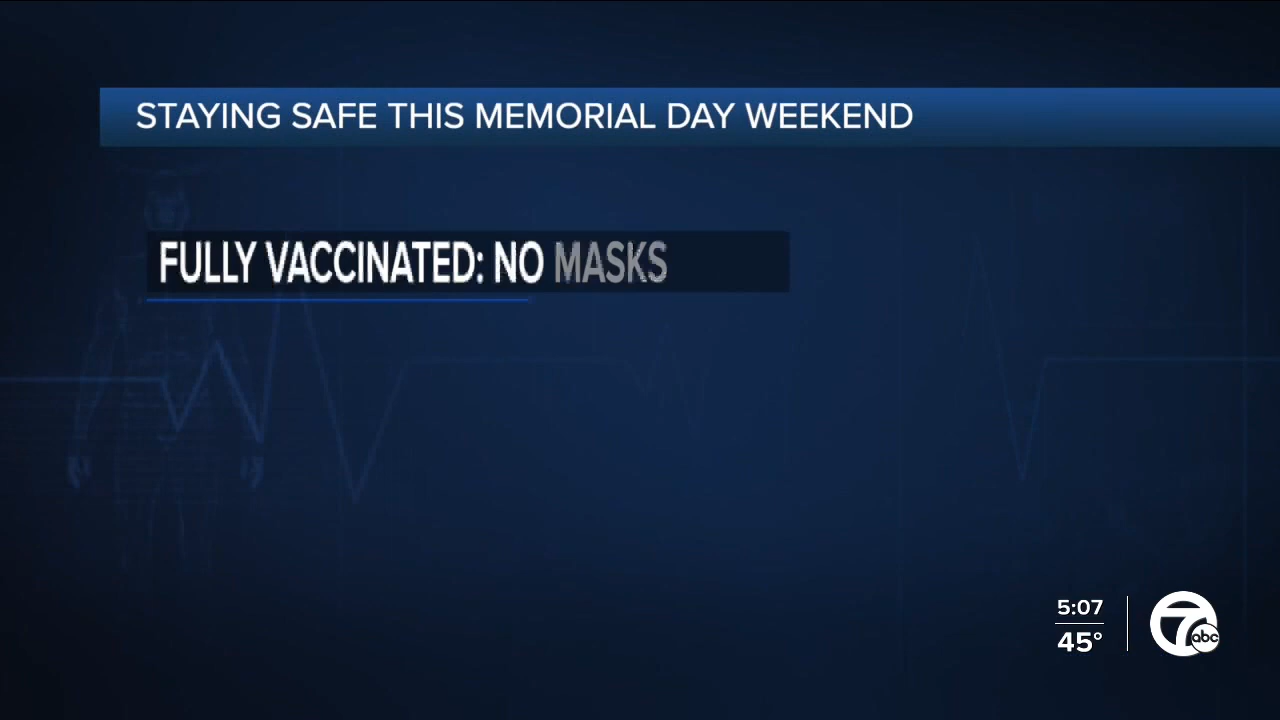 STAYING SAFE THIS MEMORIAL DAY WEEKEND
FULLY VACCINATED: NO MASKS
5:07
45°
7 abc